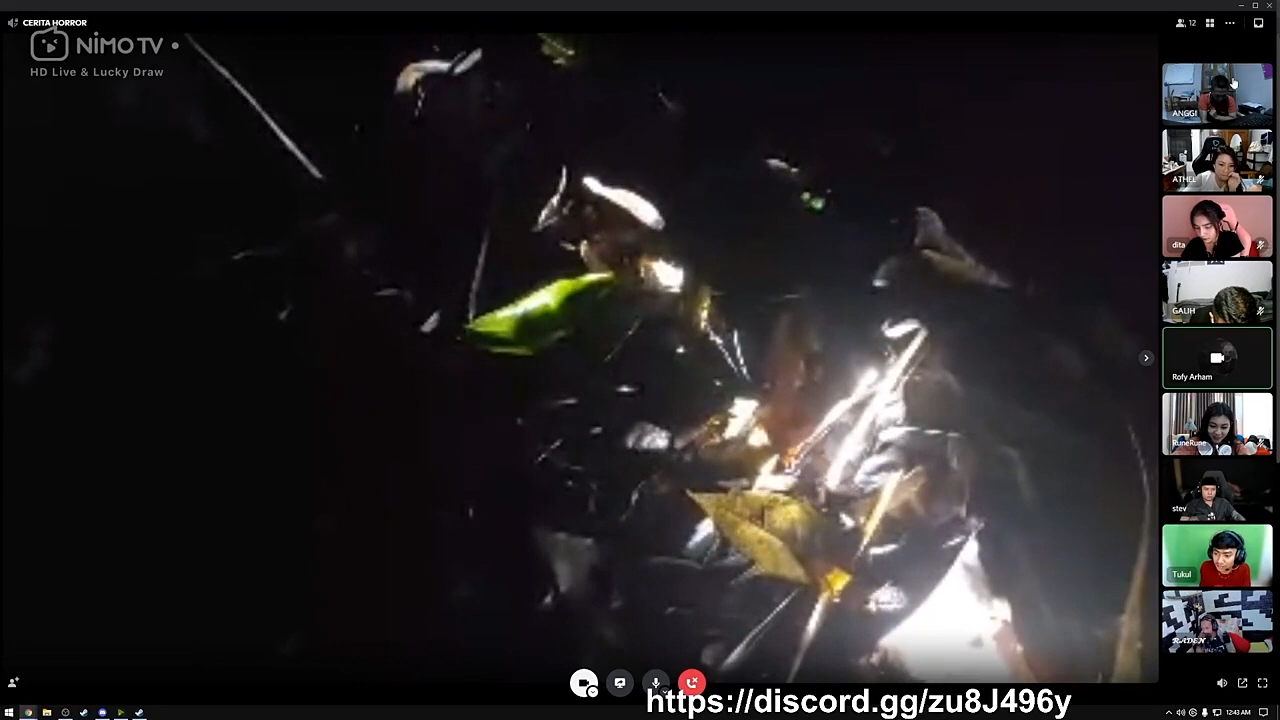 CERITA HORROR
12
NIMO TV
HD Live & Lucky Draw
ANGGI
ATHEL
dita
GALIH
Rofy Arham
RuneRune
stev
Tukul
RADEN
https://discord.gg/zu8J496y
12:43 AM